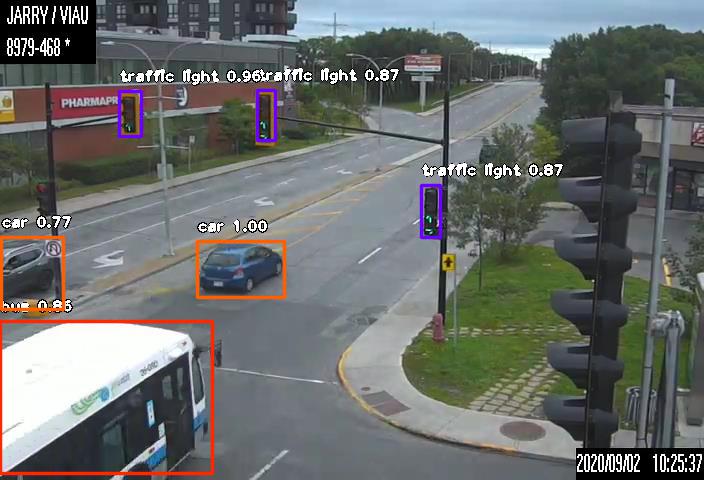 JARRY / VIAU
8979-468 *
traffic light 0.96
traffic light 0.87
PHARMAPR
traffic light 0.87
car 0.77
car 1.00
bus 0.86
2020/09/02 10:25:37